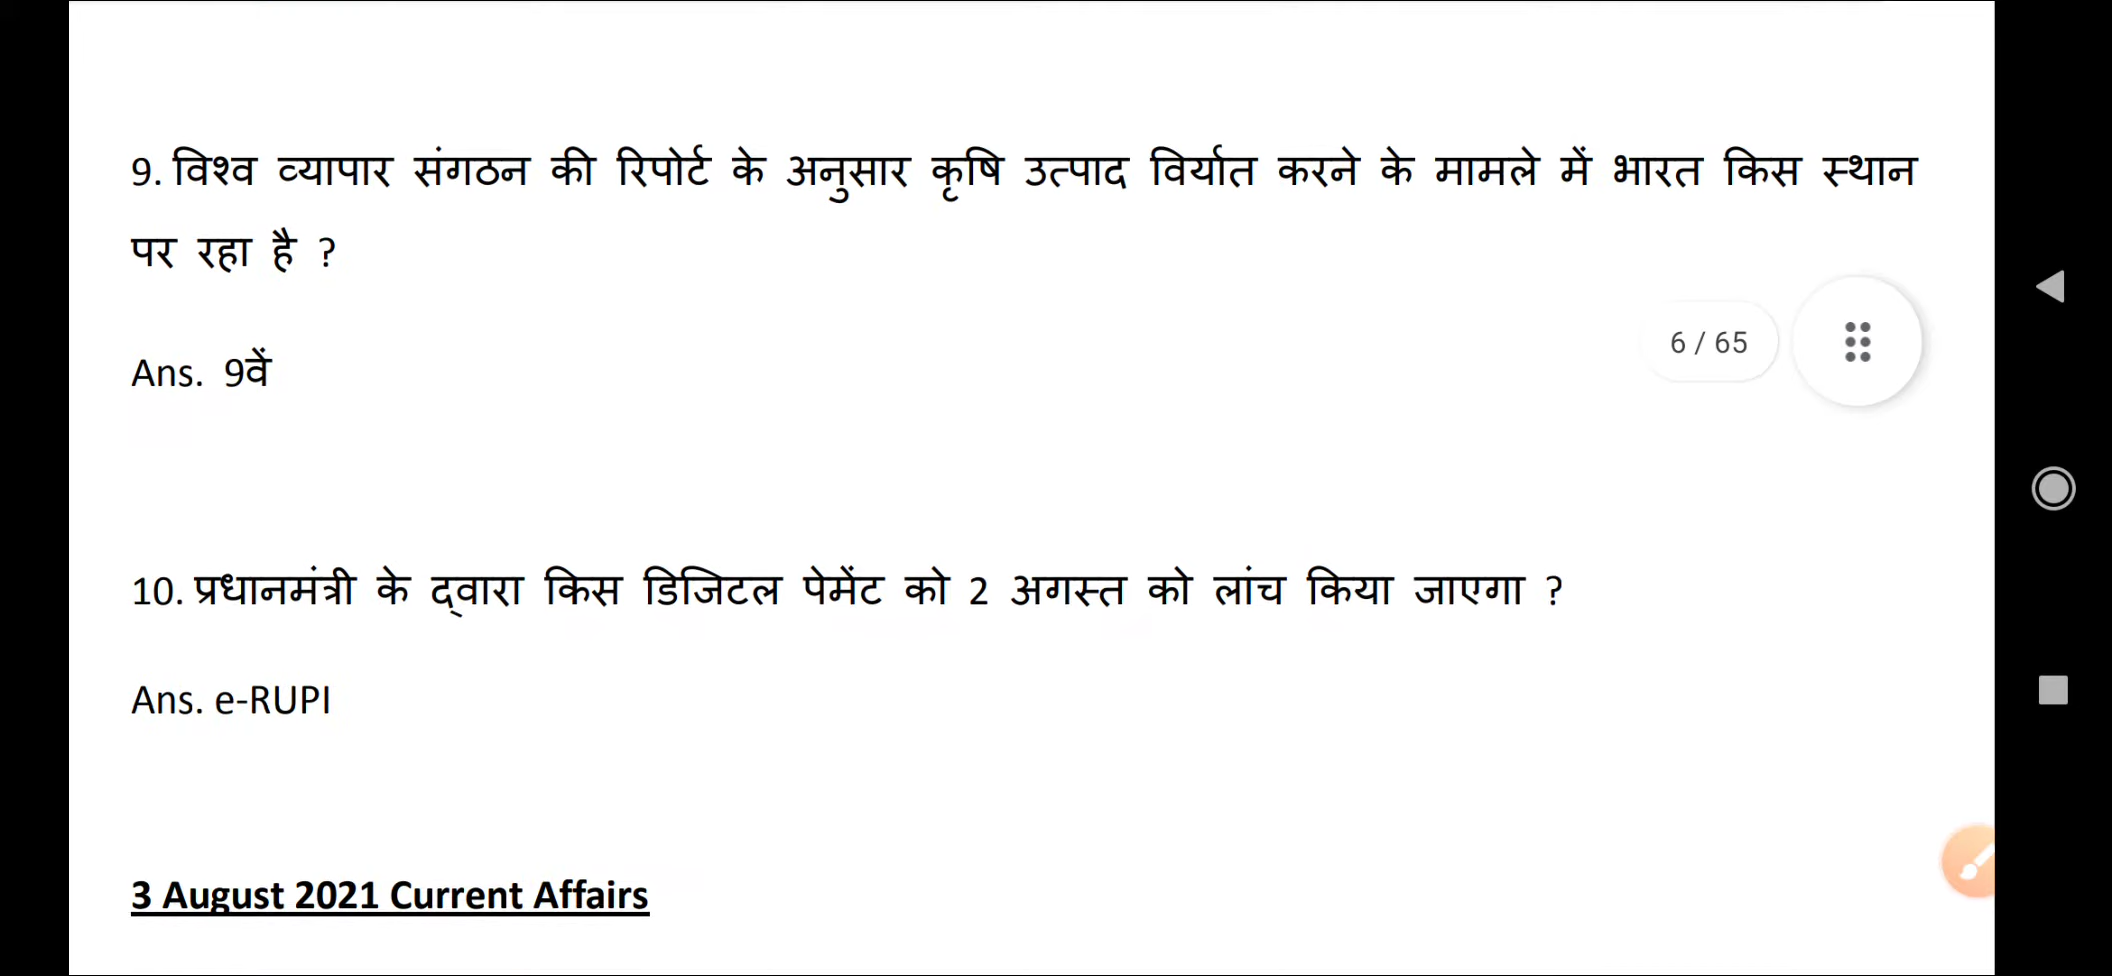 9. विश्व व्यापार संगठन की रिपोर्ट के अनुसार कृषि उत्पाद विर्यात करने के मामले में भारत किस स्थान
पर रहा है ?
6 / 65
Ans. 9वें
10. प्रधानमंत्री के द्वारा किस डिजिटल पेमेंट को 2 अगस्त को लांच किया जाएगा ?
Ans. e-RUPI
3 August 2021 Current Affairs